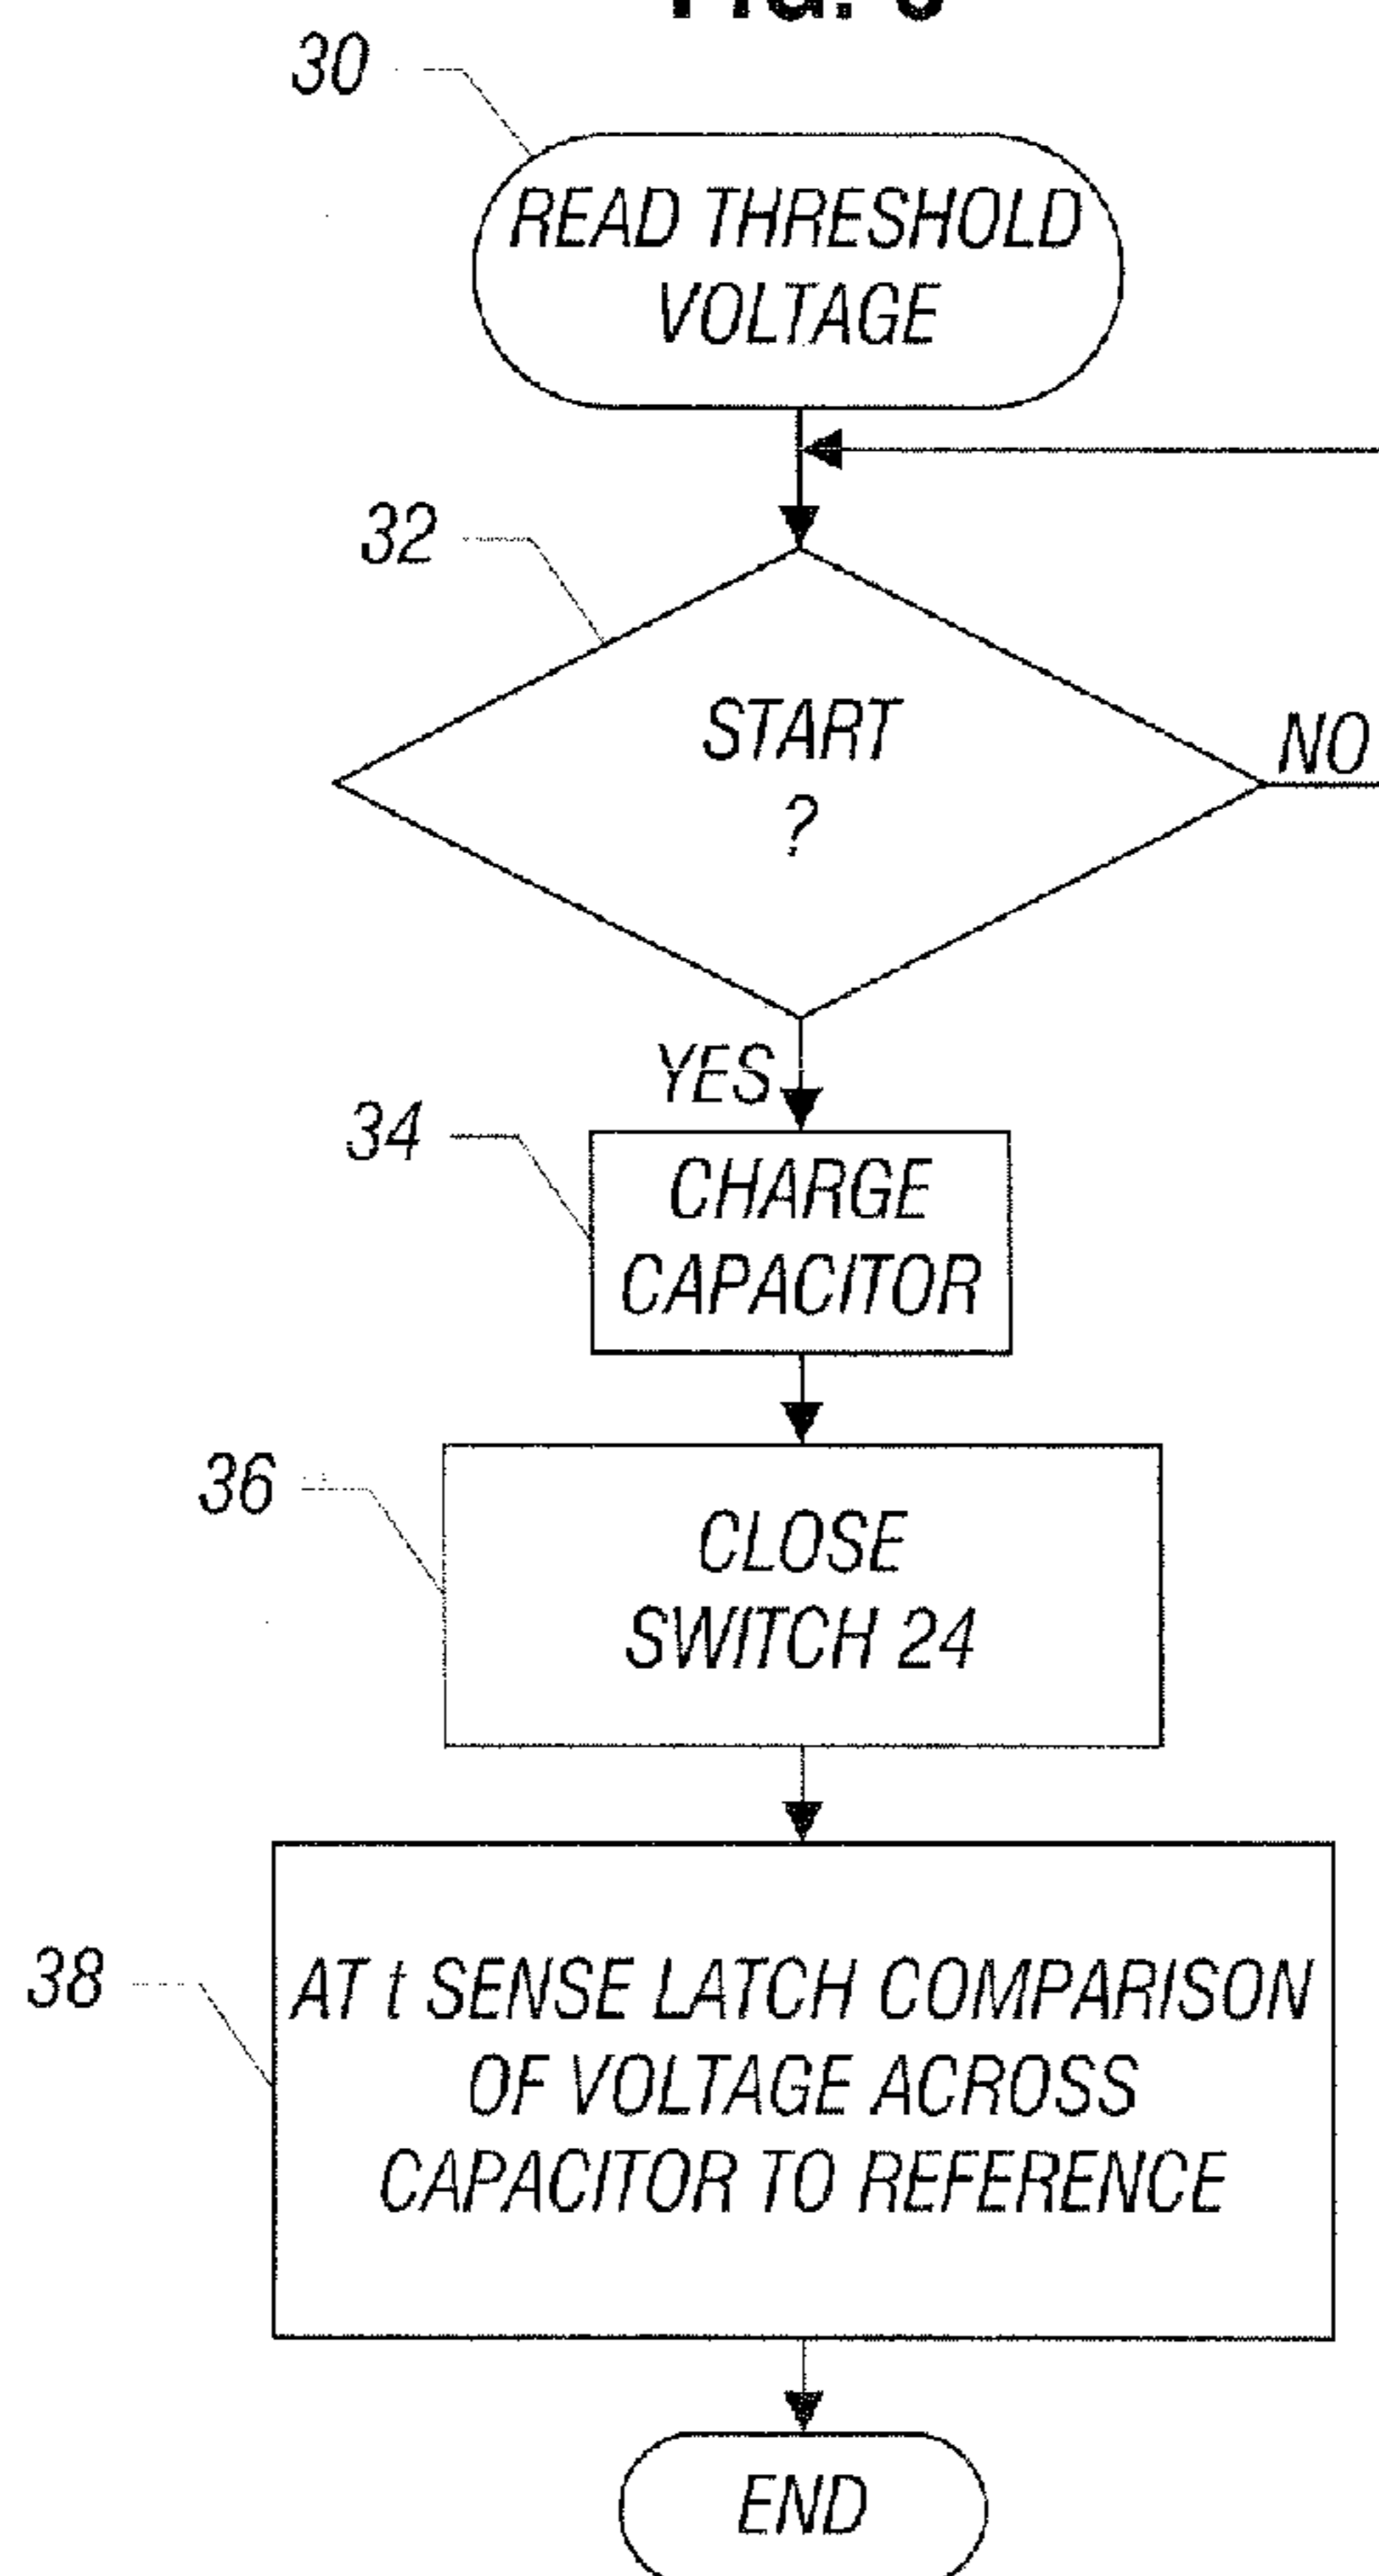 30
READ THRESHOLD
VOLTAGE
32
START
?
NO
YES
34
CHARGE
CAPACITOR
36
CLOSE
SWITCH 24
38
AT t SENSE LATCH COMPARISON
OF VOLTAGE ACROSS
CAPACITOR TO REFERENCE
END